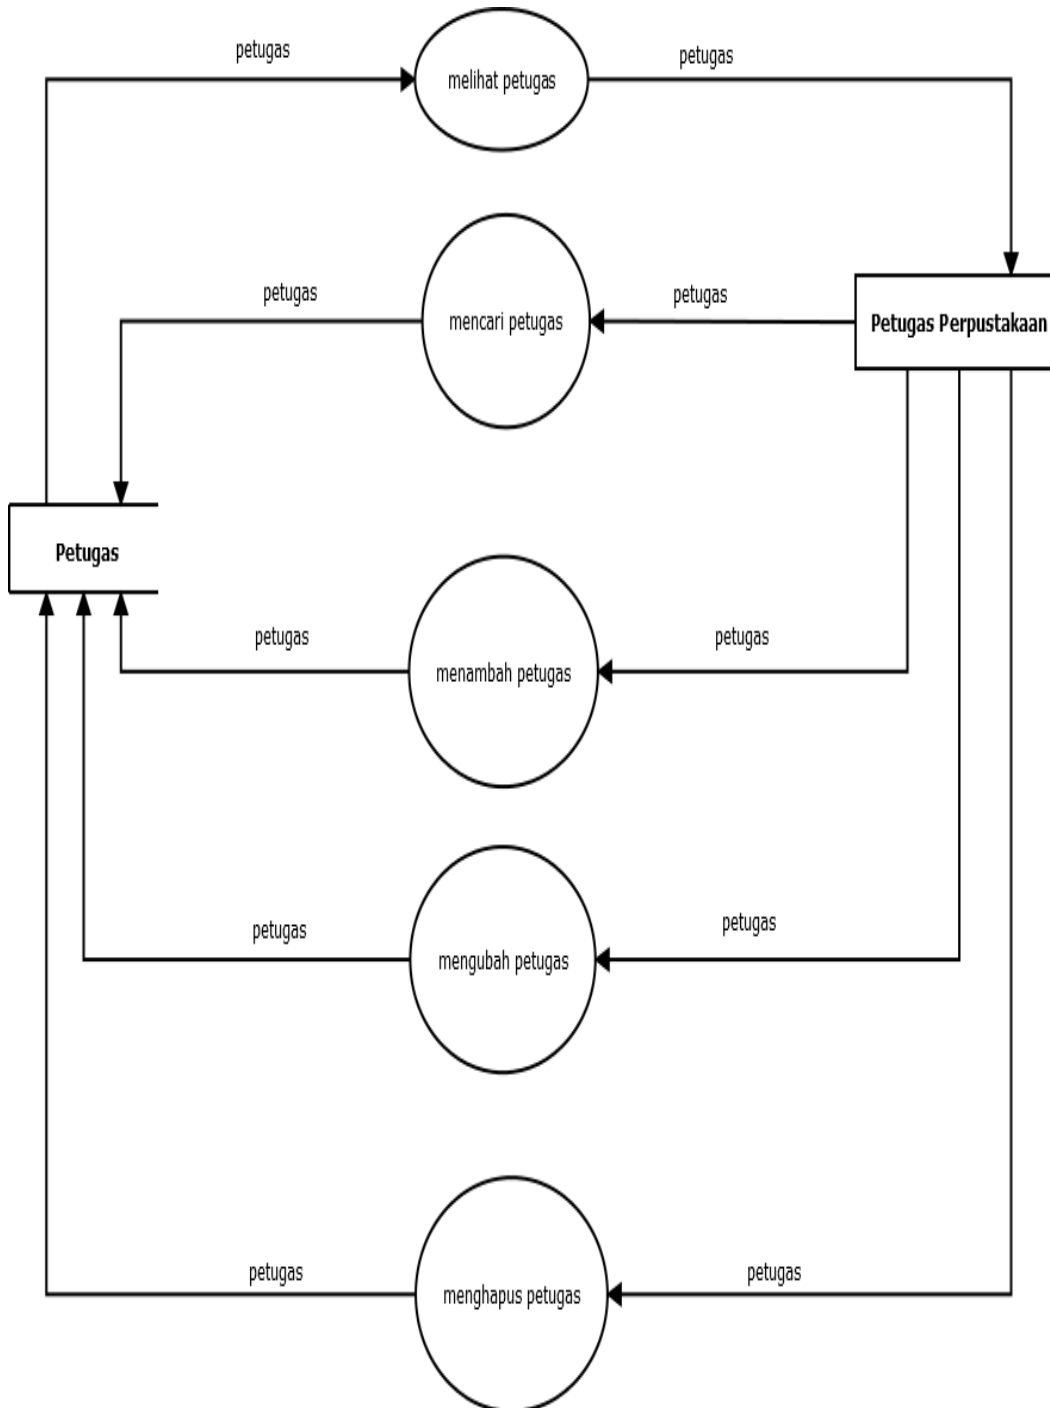 petugas
petugas
melihat petugas
petugas
petugas
mencari petugas
Petugas Perpustakaan
Petugas
petugas
petugas
menambah petugas
petugas
petugas
mengubah petugas
petugas
petugas
menghapus petugas